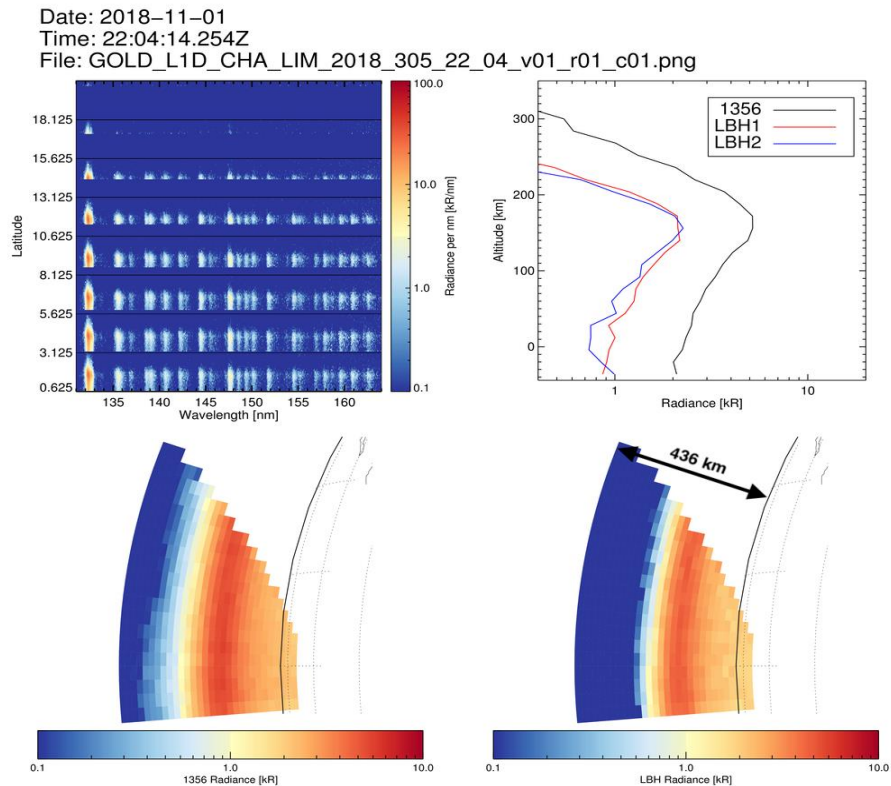 Date: 2018−11−01
Time: 22:04:14.254Z
File: GOLD_L1D_CHA_LIM_2018_305_22_04_v01_r01_c01.png
18.125
15.625
13.125
10.625
8.125
5.625
3.125
0.625
Latitude
135 140 145 150 155 160
Wavelength [nm]
100.0
10.0
1.0
0.1
Radiance per nm [kR/nm]
300
200
100
0
Altitude [km]
1356
LBH1
LBH2
1 10
Radiance [kR]
436 km
0.1 1.0 10.0
1356 Radiance [kR]
0.1 1.0 10.0
LBH Radiance [kR]